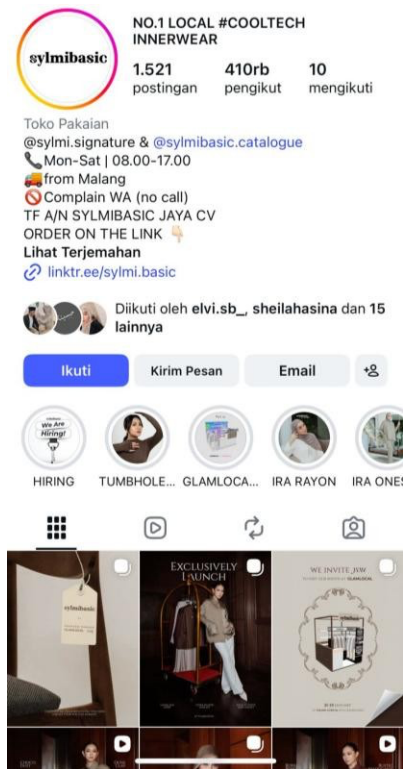 NO.1 LOCAL #COOLTECH
INNERWEAR
sylmibasic
1.521 410rb 10
postingan pengikut mengikuti
Toko Pakaian
@sylmi.signature & @sylmibasic.catalogue
📞Mon-Sat | 08.00-17.00
🚚from Malang
🚫Complain WA (no call)
TF A/N SYLMIBASIC JAYA CV
ORDER ON THE LINK 👇🏻
Lihat Terjemahan
linktr.ee/sylmi.basic
Diikuti oleh elvi.sb_, sheilahasina dan 15
lainnya
Ikuti Kirim Pesan Email
We Are
Hiring!
HIRING TUMBHOLE... GLAMLOCA... IRA RAYON IRA ONES
sylmibasic
EXCLUSIVELY
LAUNCH
WE INVITE JSW